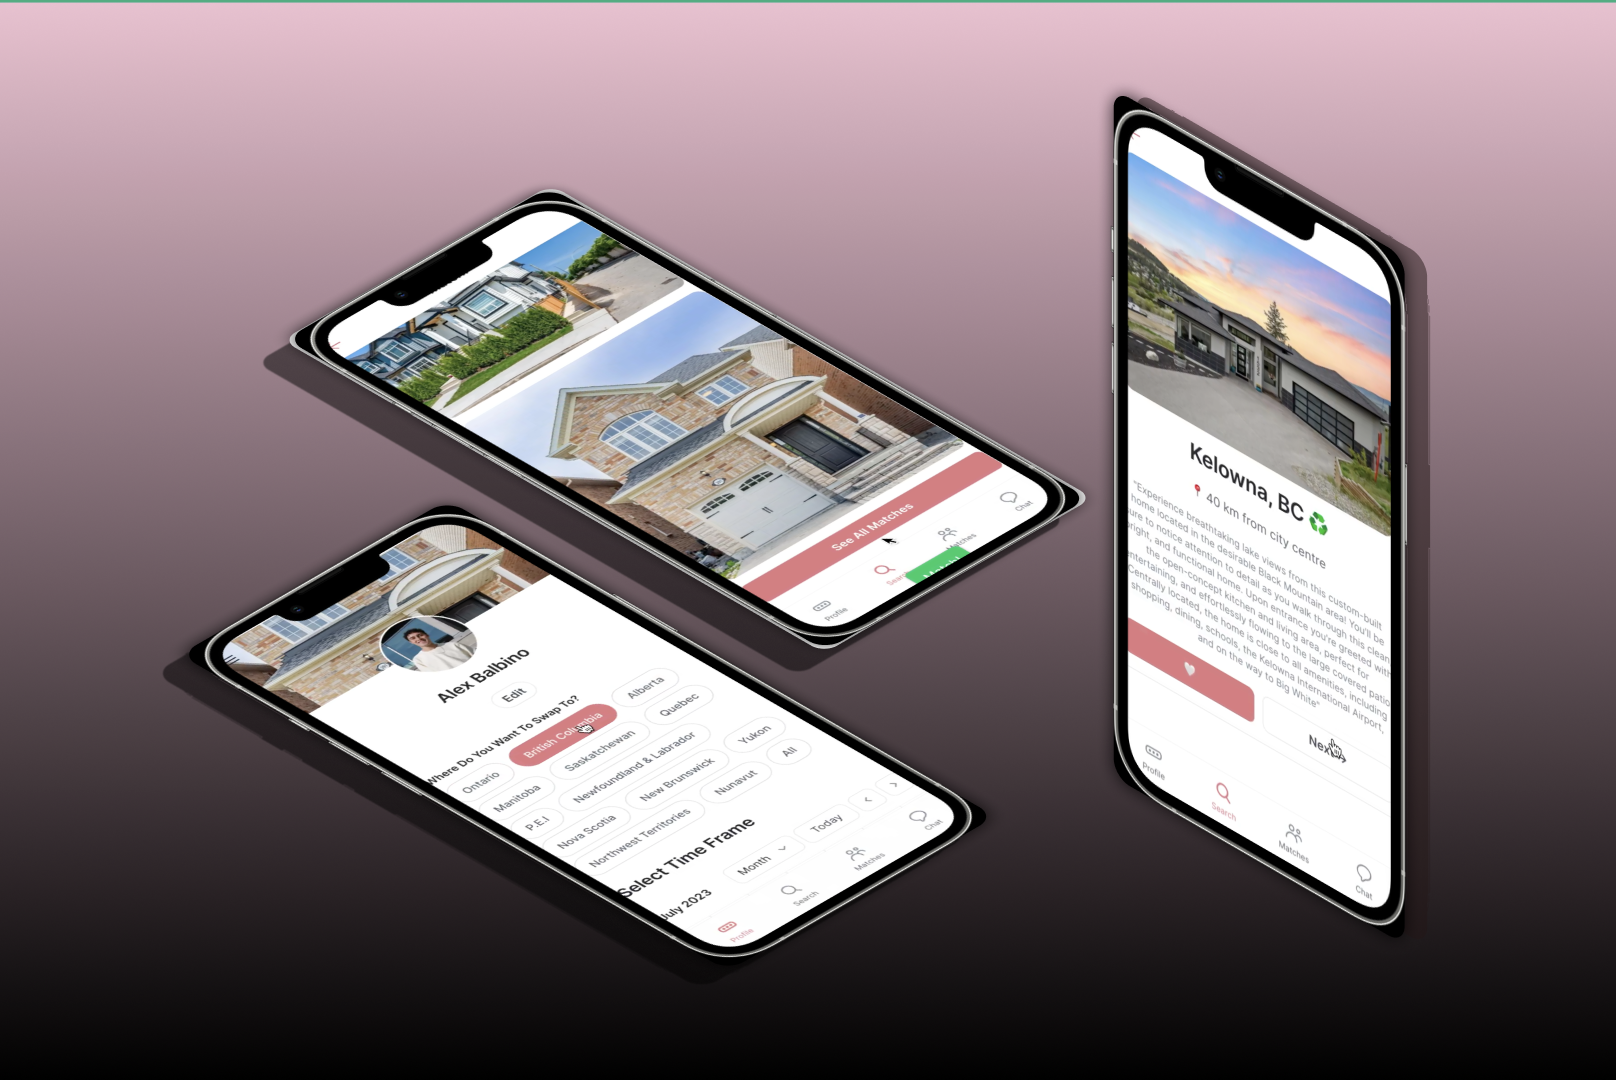 See All Matches
Profile
Search
Matches
Chat
Alex Balbino
Edit
Where Do You Want To Swap To?
Ontario
British Columbia
Alberta
Manitoba
Saskatchewan
Quebec
P.E.I
Newfoundland & Labrador
Nova Scotia
New Brunswick
Yukon
Northwest Territories
Nunavut
All
Select Time Frame
July 2023
Month
Today
Profile
Search
Matches
Chat
Kelowna, BC
40 km from city centre
"Experience breathtaking lake views from this custom-built
home located in the desirable Black Mountain area! You'll be
sure to notice attention to detail as you walk through this clean,
bright, and functional home. Upon entrance you're greeted with
the open-concept kitchen and living area, perfect for
entertaining, and effortlessly flowing to the large covered patio.
Centrally located, the home is close to all amenities, including
shopping, dining, schools, the Kelowna International Airport,
and on the way to Big White"
Next
Profile
Search
Matches
Chat